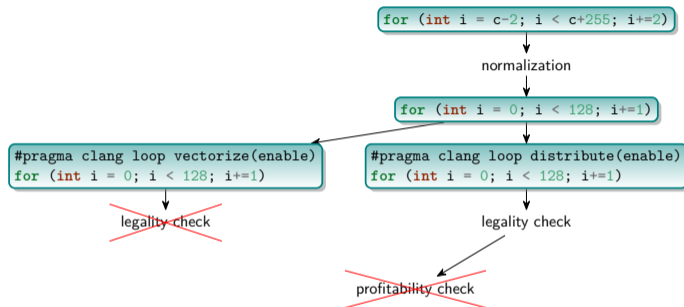 for (int i = c-2; i < c+255; i+=2)
normalization
for (int i = 0; i < 128; i+=1)
#pragma clang loop vectorize(enable)
for (int i = 0; i < 128; i+=1)
#pragma clang loop distribute(enable)
for (int i = 0; i < 128; i+=1)
legality check
legality check
profitability check